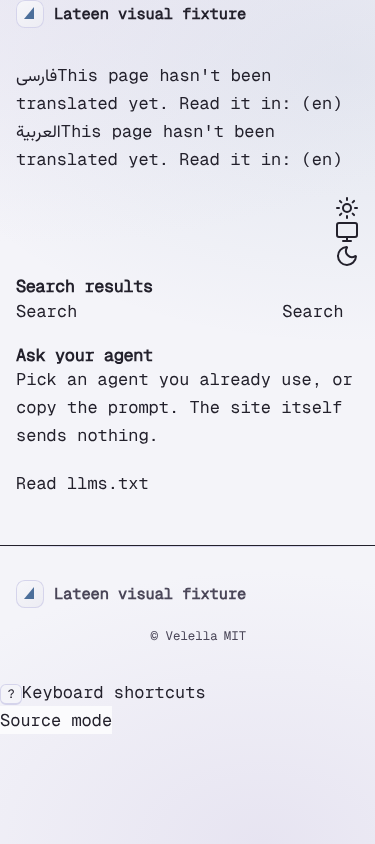 Lateen visual fixture
فارسیThis page hasn't been
translated yet. Read it in: (en)
العربيةThis page hasn't been
translated yet. Read it in: (en)
Search results
Search Search
Ask your agent
Pick an agent you already use, or
copy the prompt. The site itself
sends nothing.
Read llms.txt
Lateen visual fixture
© Velella MIT
?Keyboard shortcuts
Source mode